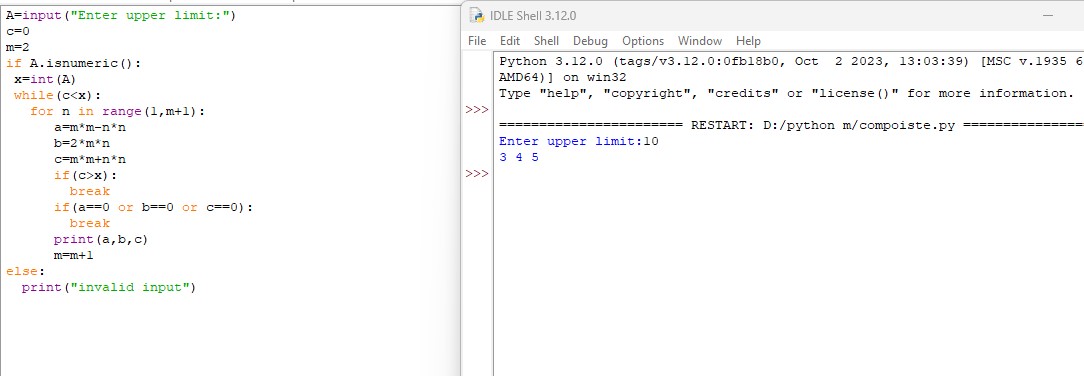 A=input("Enter upper limit:")
c=0
m=2
if A.isnumeric():
 x=int(A)
 while(c<x):
   for n in range(1,m+1):
      a=m*m-n*n
      b=2*m*n
      c=m*m+n*n
      if(c>x):
        break
      if(a==0 or b==0 or c==0):
        break
      print(a,b,c)
      m=m+1
else:
  print("invalid input")
IDLE Shell 3.12.0
File Edit Shell Debug Options Window Help
Python 3.12.0 (tags/v3.12.0:0fb18b0, Oct  2 2023, 13:03:39) [MSC v.1935 6
AMD64)] on win32
Type "help", "copyright", "credits" or "license()" for more information.
>>>
======================= RESTART: D:/python m/compoiste.py ===============
Enter upper limit:10
3 4 5
>>>